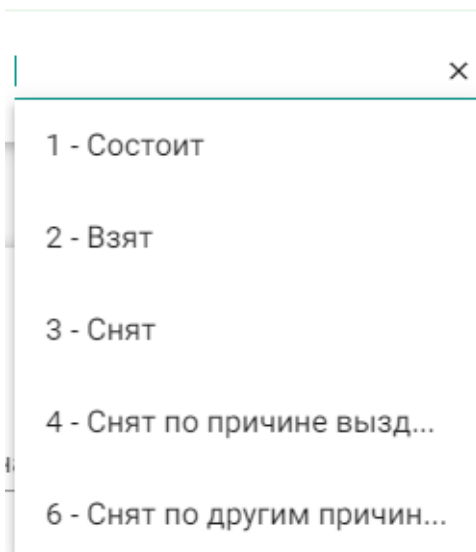 1 - Состоит
2 - Взят
3 - Снят
4 - Снят по причине вызд...
6 - Снят по другим причин...